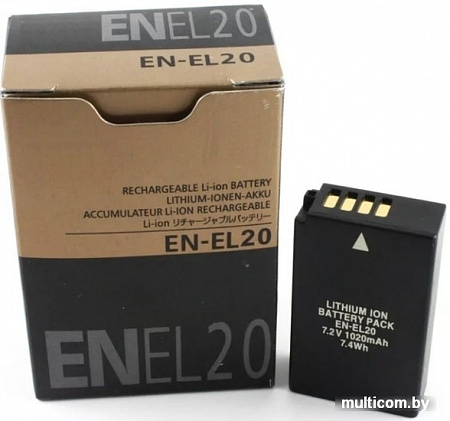 ENEL20
EN-EL20
RECHARGEABLE Li-ion BATTERY
LITHIUM-IONEN-AKKU
ACCUMULATEUR Li-ION RECHARGEABLE
Li-ion リチャージャブルバッテリー
EN-EL20
ENEL20
LITHIUM ION
BATTERY PACK
EN-EL20
7.2V 1020mAh
7.4Wh
www.multicom.by